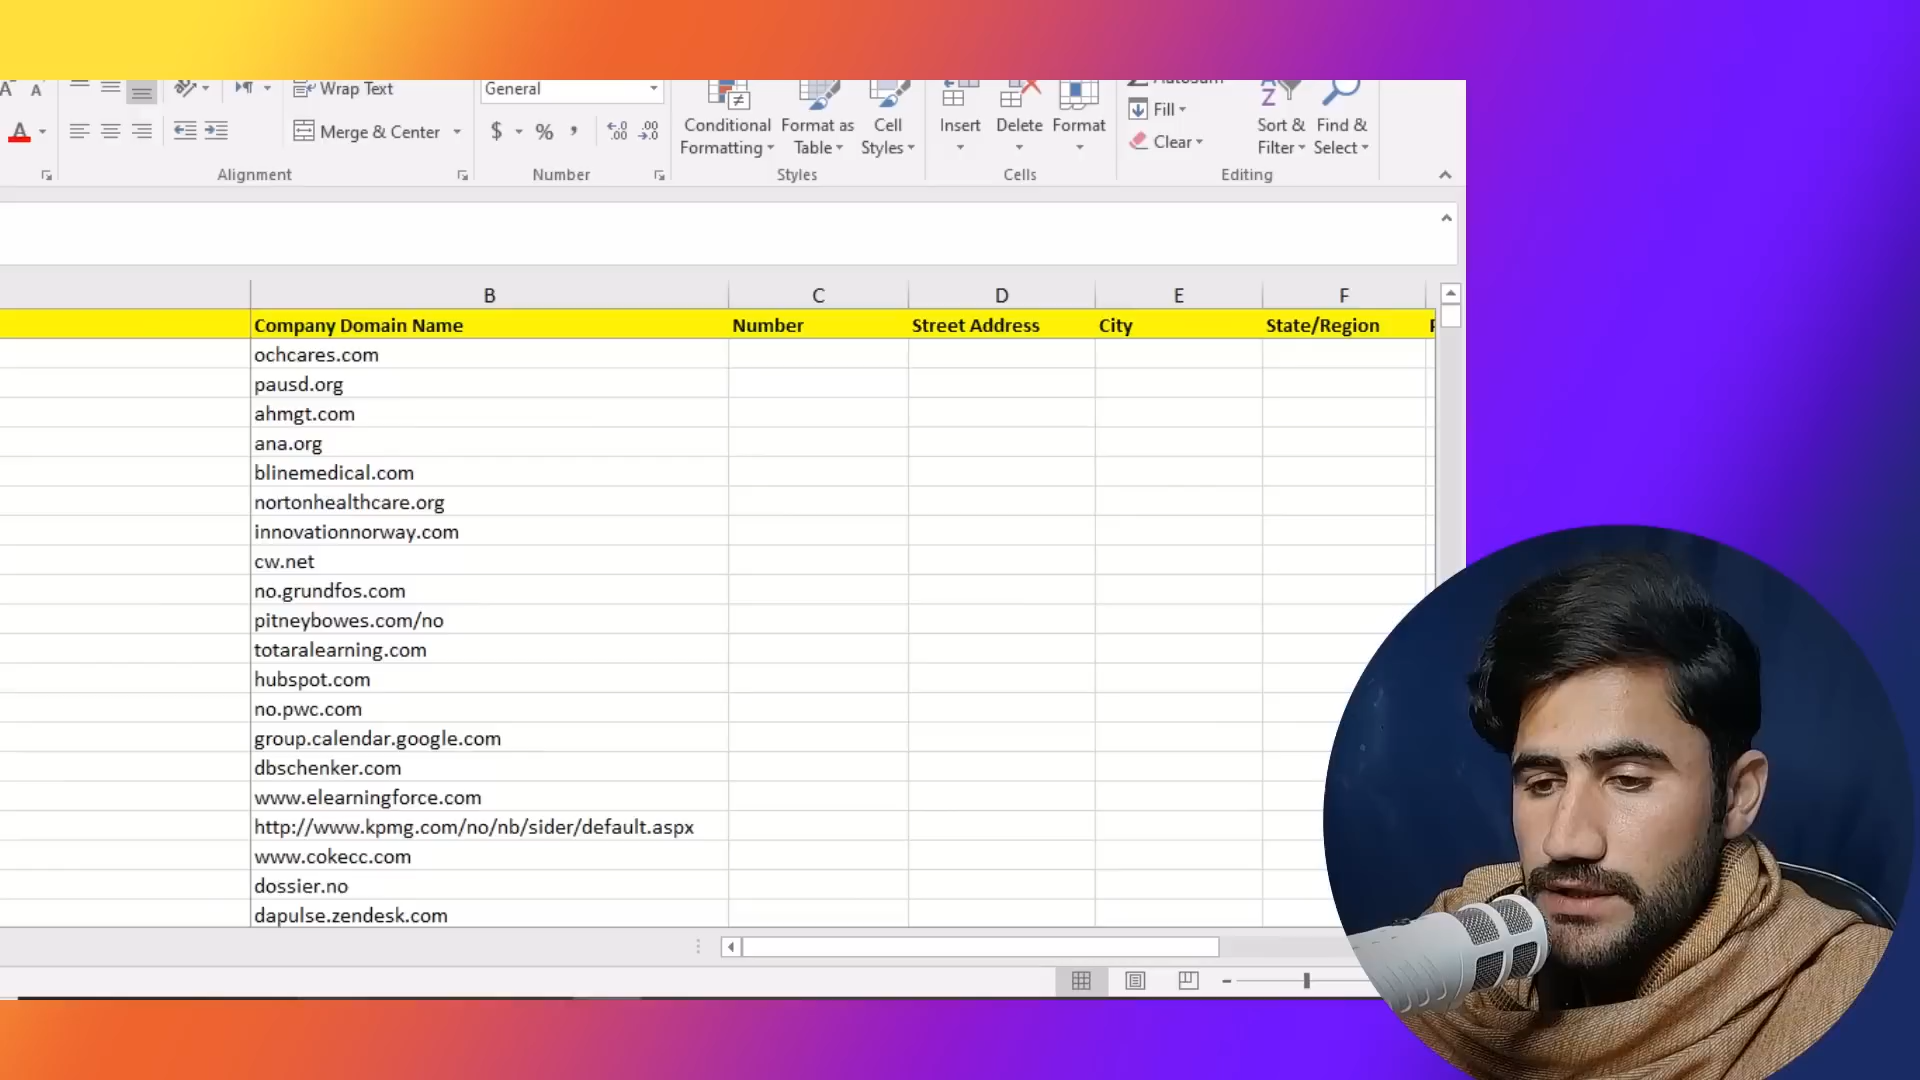 Wrap Text
General
AutoSum
Fill
Clear
Merge & Center
$ % ,
.00
.00
Conditional Formatting
Format as Table
Cell Styles
Insert
Delete
Format
Sort & Filter
Find & Select
Alignment
Number
Styles
Cells
Editing
B C D E F
Company Domain Name Number Street Address City State/Region
ochcares.com
pausd.org
ahmgt.com
ana.org
blinemedical.com
nortonhealthcare.org
innovationnorway.com
cw.net
no.grundfos.com
pitneybowes.com/no
totaralearning.com
hubspot.com
no.pwc.com
group.calendar.google.com
dbschenker.com
www.elearningforce.com
http://www.kpmg.com/no/nb/sider/default.aspx
www.cokecc.com
dossier.no
dapulse.zendesk.com